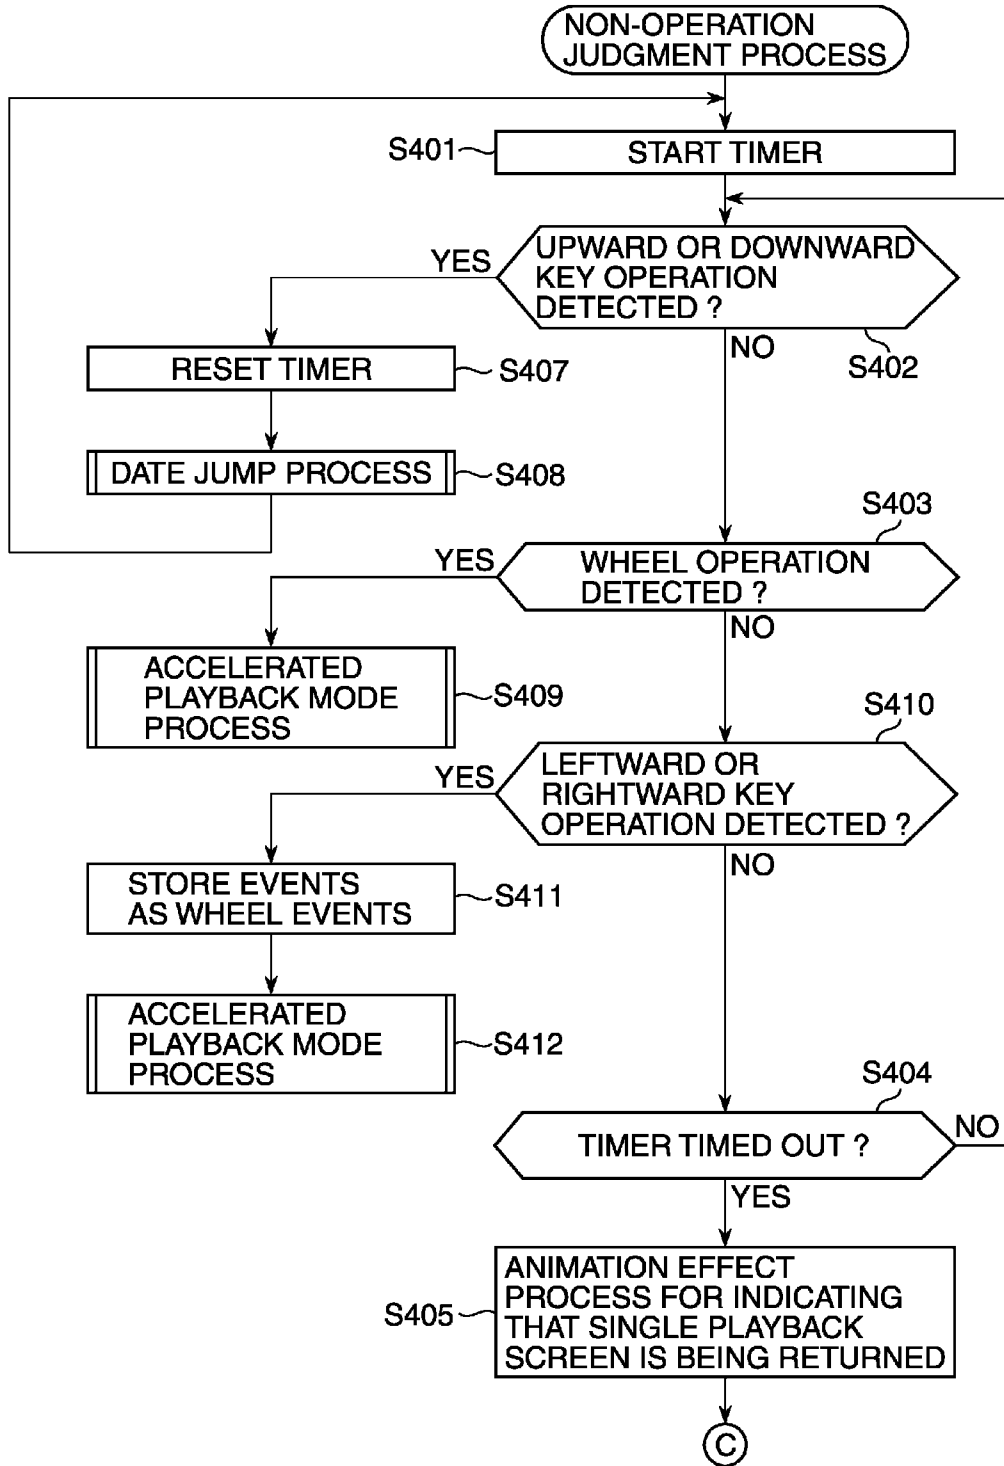 NON-OPERATION
JUDGMENT PROCESS
S401
START TIMER
UPWARD OR DOWNWARD
KEY OPERATION
DETECTED ?
YES
NO
S402
RESET TIMER
S407
DATE JUMP PROCESS
S408
S403
WHEEL OPERATION
DETECTED ?
YES
NO
ACCELERATED
PLAYBACK MODE
PROCESS
S409
S410
LEFTWARD OR
RIGHTWARD KEY
OPERATION DETECTED ?
YES
NO
STORE EVENTS
AS WHEEL EVENTS
S411
ACCELERATED
PLAYBACK MODE
PROCESS
S412
S404
TIMER TIMED OUT ?
NO
YES
S405
ANIMATION EFFECT
PROCESS FOR INDICATING
THAT SINGLE PLAYBACK
SCREEN IS BEING RETURNED
C